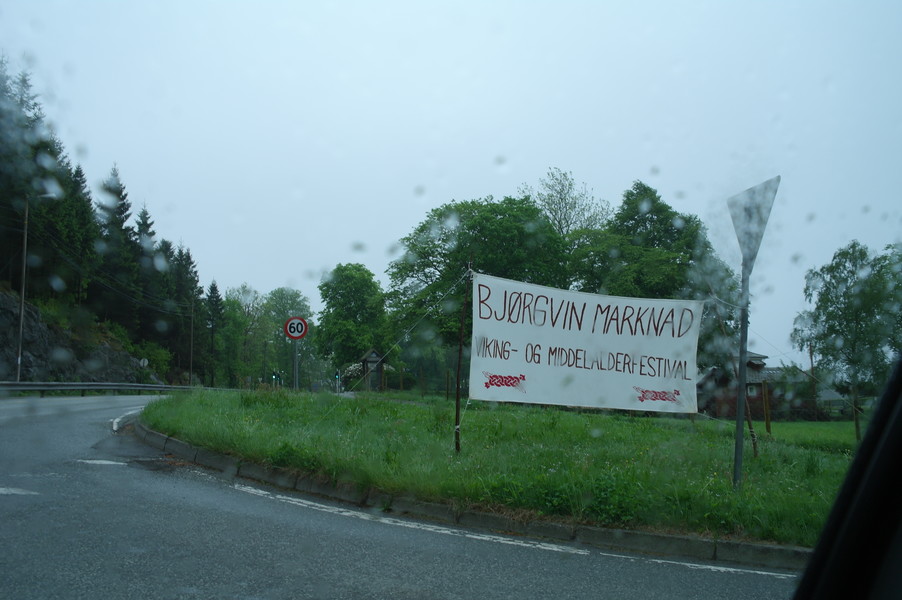 60
BJØRGVIN MARKNAD
VIKING- OG MIDDELALDERFESTIVAL